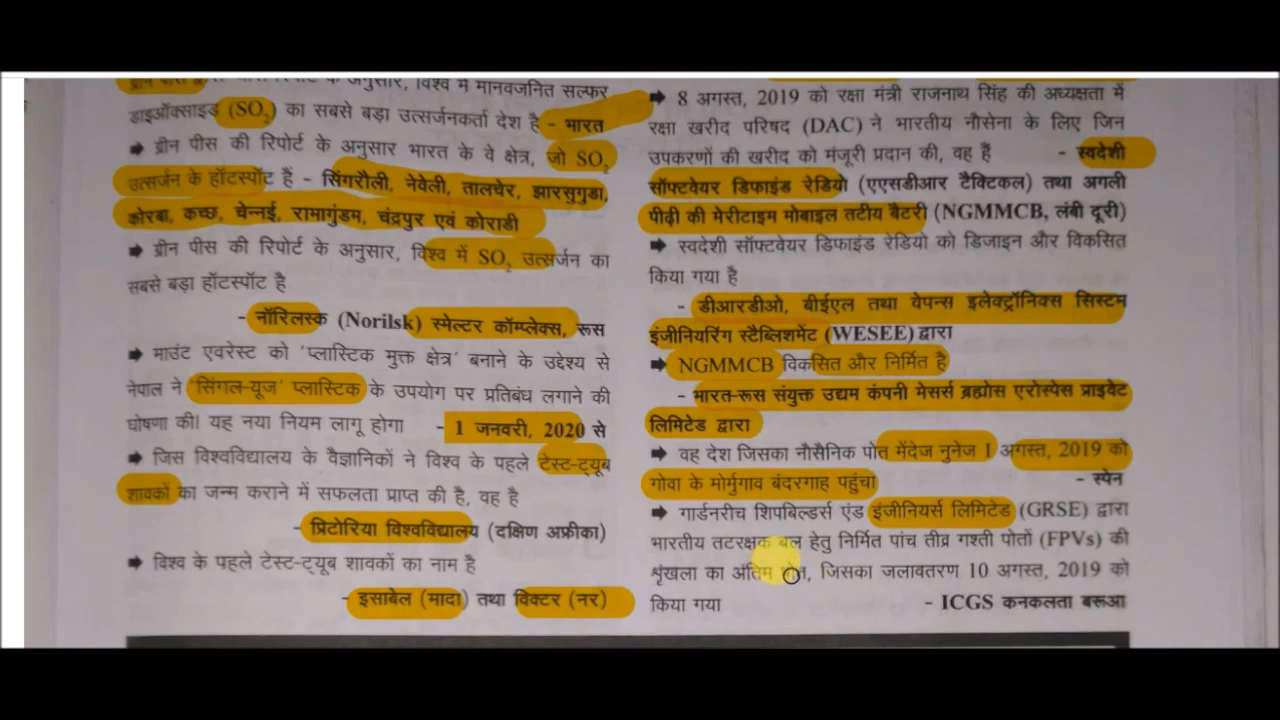 ग्रीन पीस की रिपोर्ट के अनुसार, विश्व में मानवजनित सल्फर
डाइऑक्साइड (SO₂) का सबसे बड़ा उत्सर्जनकर्ता देश है - भारत
➡ ग्रीन पीस की रिपोर्ट के अनुसार भारत के वे क्षेत्र, जो SO₂
उत्सर्जन के हॉटस्पॉट हैं - सिंगरौली, नेवेली, तालचेर, झारसुगुडा,
कोरबा, कच्छ, चेन्नई, रामागुंडम, चंद्रपुर एवं कोराडी
➡ ग्रीन पीस की रिपोर्ट के अनुसार, विश्व में SO₂ उत्सर्जन का
सबसे बड़ा हॉटस्पॉट है
- नॉरिलस्क (Norilsk) स्मेल्टर कॉम्प्लेक्स, रूस
➡ माउंट एवरेस्ट को 'प्लास्टिक मुक्त क्षेत्र' बनाने के उद्देश्य से
नेपाल ने 'सिंगल-यूज' प्लास्टिक के उपयोग पर प्रतिबंध लगाने की
घोषणा की। यह नया नियम लागू होगा - 1 जनवरी, 2020 से
➡ जिस विश्वविद्यालय के वैज्ञानिकों ने विश्व के पहले टेस्ट-ट्यूब
शावकों का जन्म कराने में सफलता प्राप्त की है, वह है
- प्रिटोरिया विश्वविद्यालय (दक्षिण अफ्रीका)
➡ विश्व के पहले टेस्ट-ट्यूब शावकों का नाम है
- इसाबेल (मादा) तथा विक्टर (नर)
➡ 8 अगस्त, 2019 को रक्षा मंत्री राजनाथ सिंह की अध्यक्षता में
रक्षा खरीद परिषद (DAC) ने भारतीय नौसेना के लिए जिन
उपकरणों की खरीद को मंजूरी प्रदान की, वह हैं - स्वदेशी
सॉफ्टवेयर डिफाइंड रेडियो (एएसडीआर टैक्टिकल) तथा अगली
पीढ़ी की मेरीटाइम मोबाइल तटीय बैटरी (NGMMCB, लंबी दूरी)
➡ स्वदेशी सॉफ्टवेयर डिफाइंड रेडियो को डिजाइन और विकसित
किया गया है
- डीआरडीओ, बीईएल तथा वेपन्स इलेक्ट्रॉनिक्स सिस्टम
इंजीनियरिंग स्टैब्लिशमेंट (WESEE) द्वारा
➡ NGMMCB विकसित और निर्मित है
- भारत-रूस संयुक्त उद्यम कंपनी मेसर्स ब्रह्मोस एरोस्पेस प्राइवेट
लिमिटेड द्वारा
➡ वह देश जिसका नौसैनिक पोत मेंदेज नुनेज 1 अगस्त, 2019 को
गोवा के मोर्मुगाव बंदरगाह पहुंचा - स्पेन
➡ गार्डनरीच शिपबिल्डर्स एंड इंजीनियर्स लिमिटेड (GRSE) द्वारा
भारतीय तटरक्षक बल हेतु निर्मित पांच तीव्र गश्ती पोतों (FPVs) की
शृंखला का अंतिम पोत, जिसका जलावतरण 10 अगस्त, 2019 को
किया गया - ICGS कनकलता बरूआ